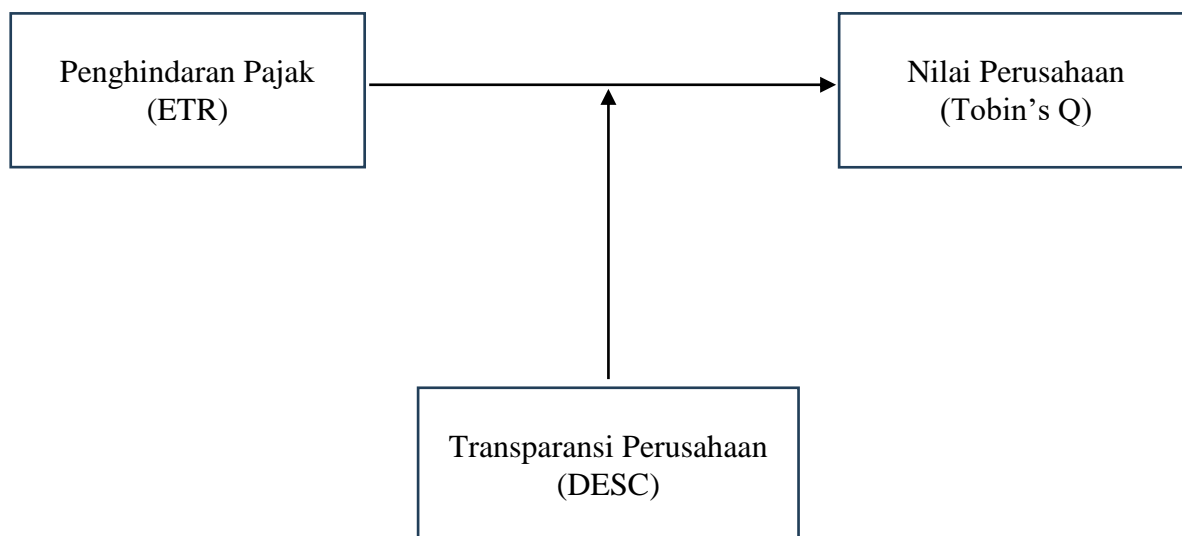 Penghindaran Pajak
(ETR)
Nilai Perusahaan
(Tobin’s Q)
Transparansi Perusahaan
(DESC)